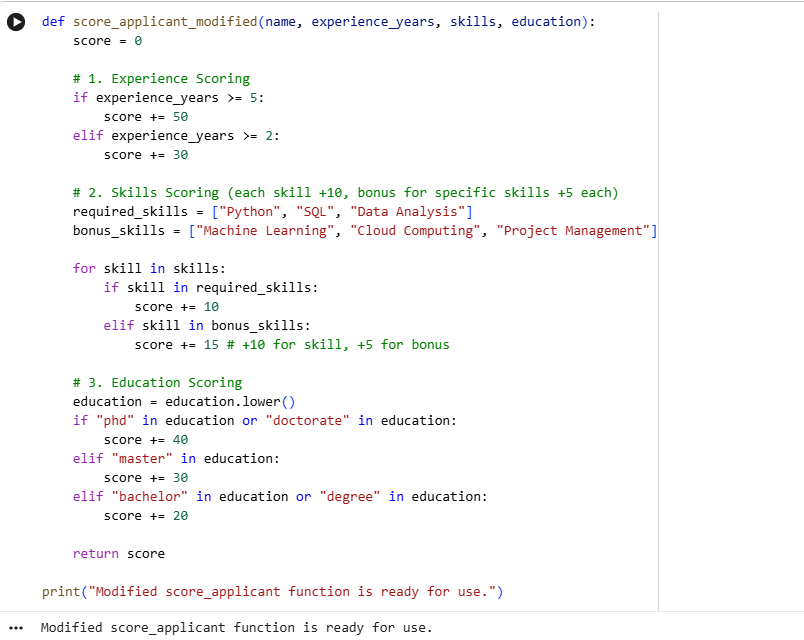 def score_applicant_modified(name, experience_years, skills, education):
    score = 0

    # 1. Experience Scoring
    if experience_years >= 5:
        score += 50
    elif experience_years >= 2:
        score += 30

    # 2. Skills Scoring (each skill +10, bonus for specific skills +5 each)
    required_skills = ["Python", "SQL", "Data Analysis"]
    bonus_skills = ["Machine Learning", "Cloud Computing", "Project Management"]

    for skill in skills:
        if skill in required_skills:
            score += 10
        elif skill in bonus_skills:
            score += 15 # +10 for skill, +5 for bonus

    # 3. Education Scoring
    education = education.lower()
    if "phd" in education or "doctorate" in education:
        score += 40
    elif "master" in education:
        score += 30
    elif "bachelor" in education or "degree" in education:
        score += 20

    return score

print("Modified score_applicant function is ready for use.")
Modified score_applicant function is ready for use.